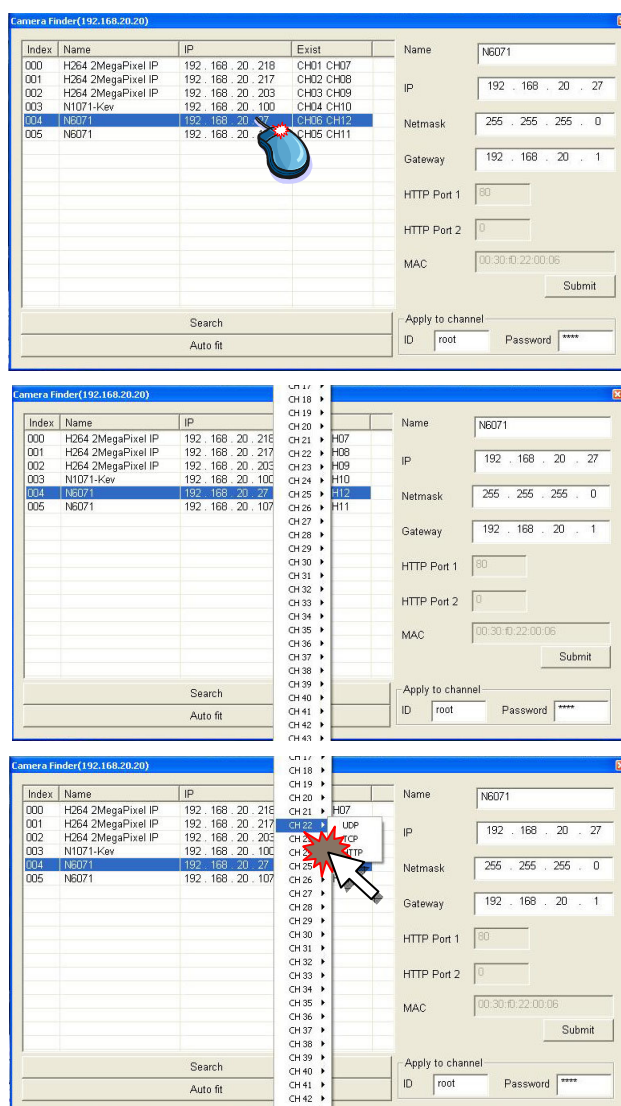 Camera Finder(192.168.20.20)
Index Name IP Exist
000 H264 2MegaPixel IP 192 . 168 . 20 . 218 CH01 CH07
001 H264 2MegaPixel IP 192 . 168 . 20 . 217 CH02 CH08
002 H264 2MegaPixel IP 192 . 168 . 20 . 203 CH03 CH09
003 N1071-Kev 192 . 168 . 20 . 100 CH04 CH10
004 N6071 192 . 168 . 20 . 27 CH06 CH12
005 N6071 192 . 168 . 20 . CH05 CH11
Search
Auto fit
Name N6071
IP 192 . 168 . 20 . 27
Netmask 255 . 255 . 255 . 0
Gateway 192 . 168 . 20 . 1
HTTP Port 1 80
HTTP Port 2 0
MAC 00:30:f0:22:00:06
Submit
Apply to channel
ID root Password ****
Camera Finder(192.168.20.20)
Index Name IP
000 H264 2MegaPixel IP 192 . 168 . 20 . 218 H07
001 H264 2MegaPixel IP 192 . 168 . 20 . 217 H08
002 H264 2MegaPixel IP 192 . 168 . 20 . 203 H09
003 N1071-Kev 192 . 168 . 20 . 100 H10
004 N6071 192 . 168 . 20 . 27 H12
005 N6071 192 . 168 . 20 . 107 H11
Search
Auto fit
CH 17
CH 18
CH 19
CH 20
CH 21
CH 22
CH 23
CH 24
CH 25
CH 26
CH 27
CH 28
CH 29
CH 30
CH 31
CH 32
CH 33
CH 34
CH 35
CH 36
CH 37
CH 38
CH 39
CH 40
CH 41
CH 42
CH 43
Name N6071
IP 192 . 168 . 20 . 27
Netmask 255 . 255 . 255 . 0
Gateway 192 . 168 . 20 . 1
HTTP Port 1 80
HTTP Port 2 0
MAC 00:30:f0:22:00:06
Submit
Apply to channel
ID root Password ****
Camera Finder(192.168.20.20)
Index Name IP
000 H264 2MegaPixel IP 192 . 168 . 20 . 218 H07
001 H264 2MegaPixel IP 192 . 168 . 20 . 217
002 H264 2MegaPixel IP 192 . 168 . 20 . 203
003 N1071-Kev 192 . 168 . 20 . 100
004 N6071 192 . 168 . 20 . 27
005 N6071 192 . 168 . 20 . 107
Search
Auto fit
CH 17
CH 18
CH 19
CH 20
CH 21
CH 22
CH 25
CH 26
CH 27
CH 28
CH 29
CH 30
CH 31
CH 32
CH 33
CH 34
CH 35
CH 36
CH 37
CH 38
CH 39
CH 40
CH 41
CH 42
UDP
TCP
Name N6071
IP 192 . 168 . 20 . 27
Netmask 255 . 255 . 255 . 0
Gateway 192 . 168 . 20 . 1
HTTP Port 1 80
HTTP Port 2 0
MAC 00:30:f0:22:00:06
Submit
Apply to channel
ID root Password ****